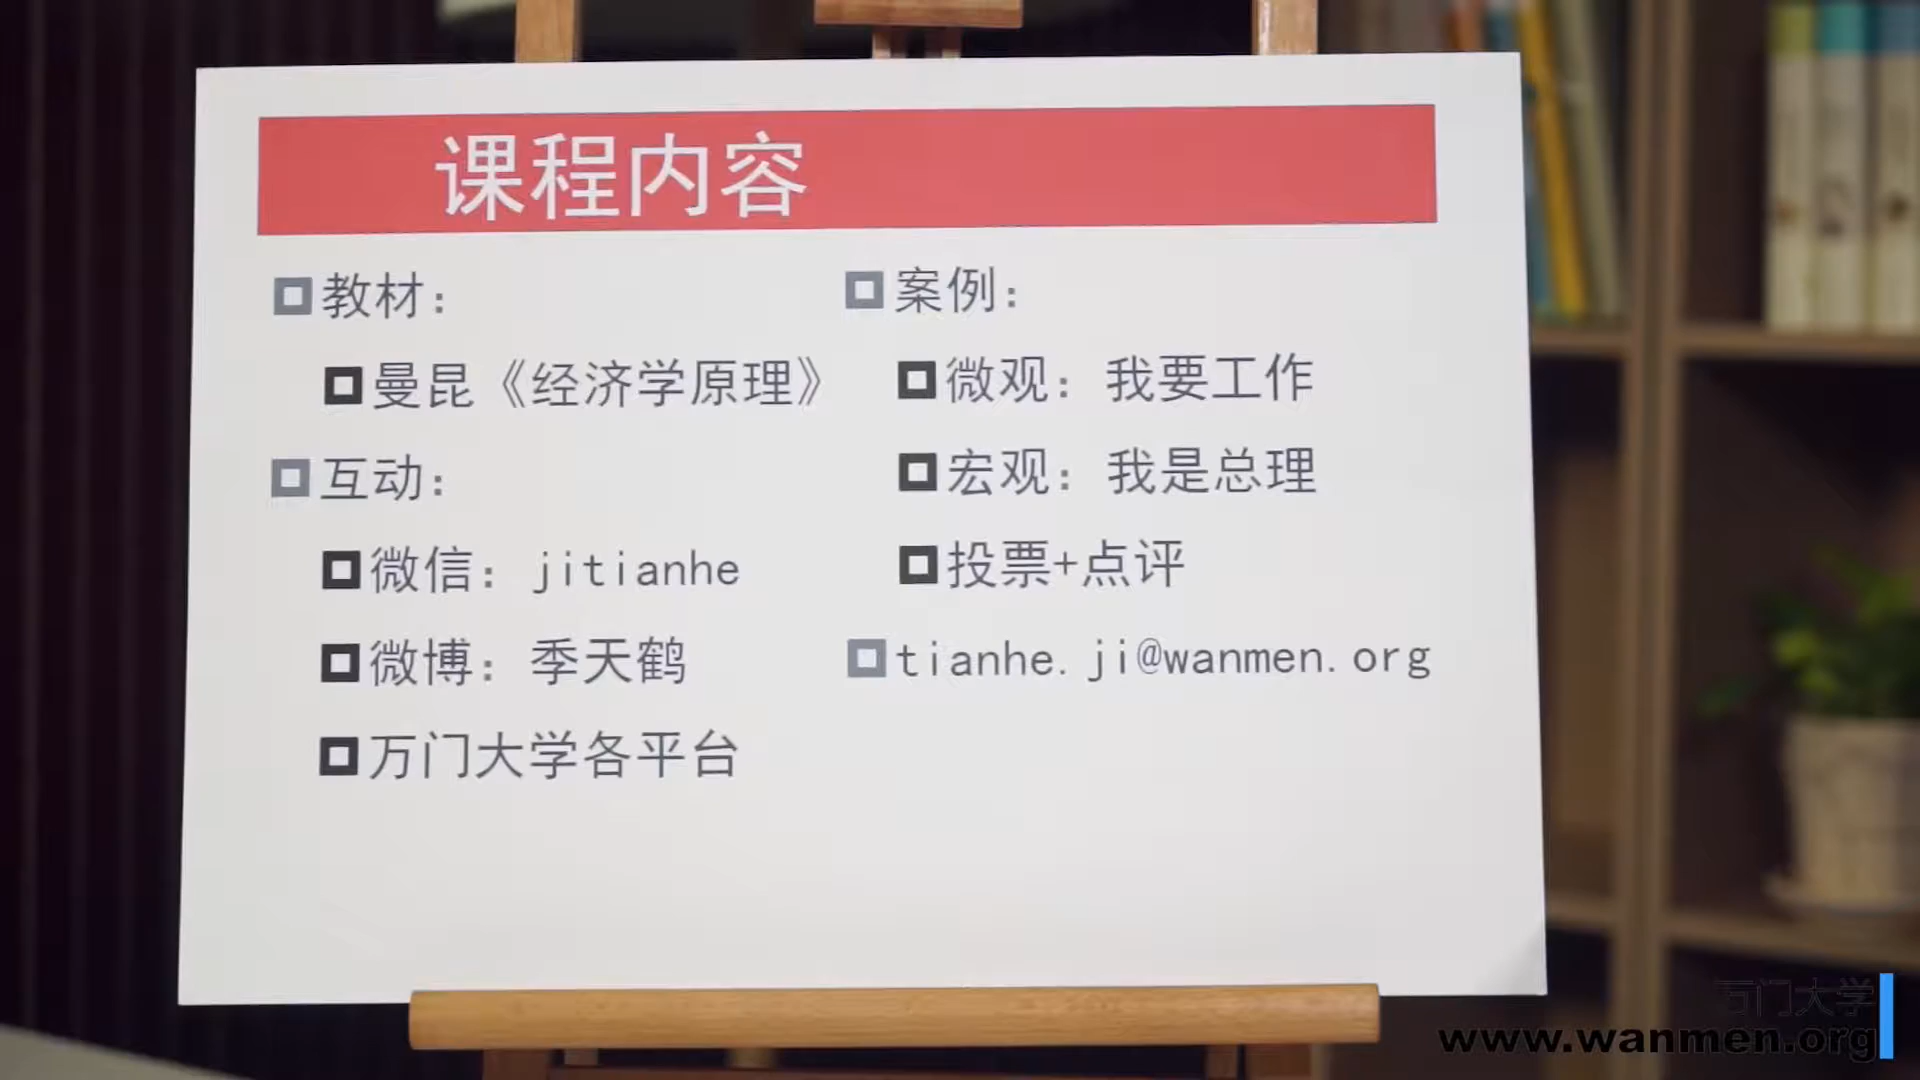 课程内容
教材：
曼昆《经济学原理》
互动：
微信：jitianhe
微博：季天鹤
万门大学各平台
案例：
微观：我要工作
宏观：我是总理
投票+点评
tianhe.ji@wanmen.org
万门大学
www.wanmen.org